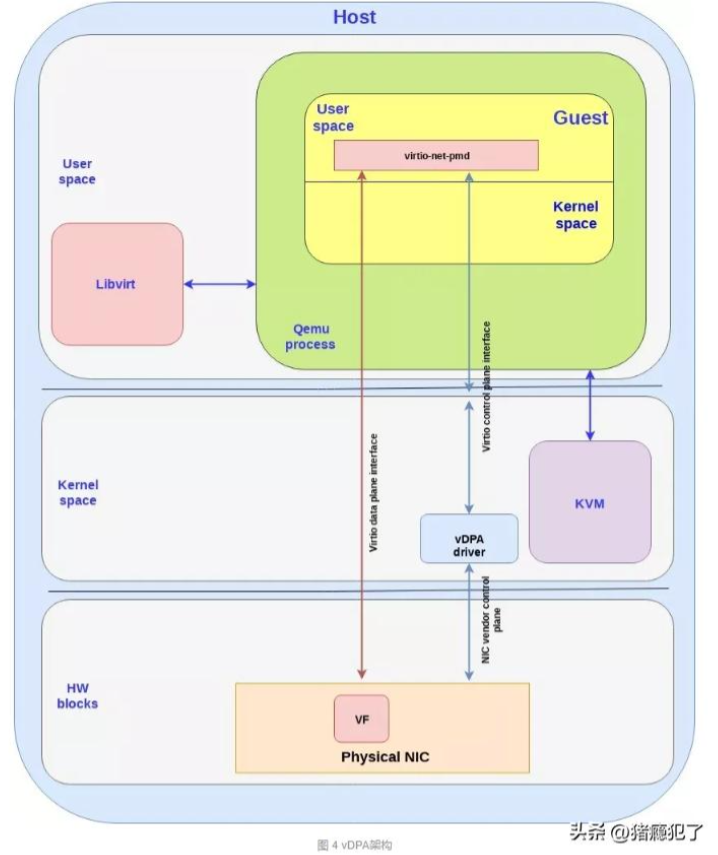 Host
User
space
Guest
virtio-net-pmd
Kernel
space
User
space
Libvirt
Qemu
process
Virtio control plane interface
Kernel
space
Virtio data plane interface
KVM
vDPA
driver
NIC vendor control
plane
HW
blocks
VF
Physical NIC
头条 @猪瘾犯了
图 4 vDPA架构